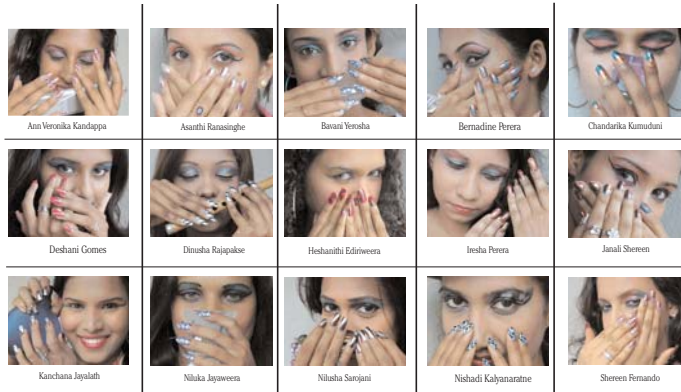 Ann Veronika Kandappa
Asanthi Ranasinghe
Bavani Yerosha
Bernadine Perera
Chandarika Kumuduni
Deshani Gomes
Dinusha Rajapakse
Heshanithi Ediriweera
Iresha Perera
Janali Shereen
Kanchana Jayalath
Niluka Jayaweera
Nilusha Sarojani
Nishadi Kalyanaratne
Shereen Fernando